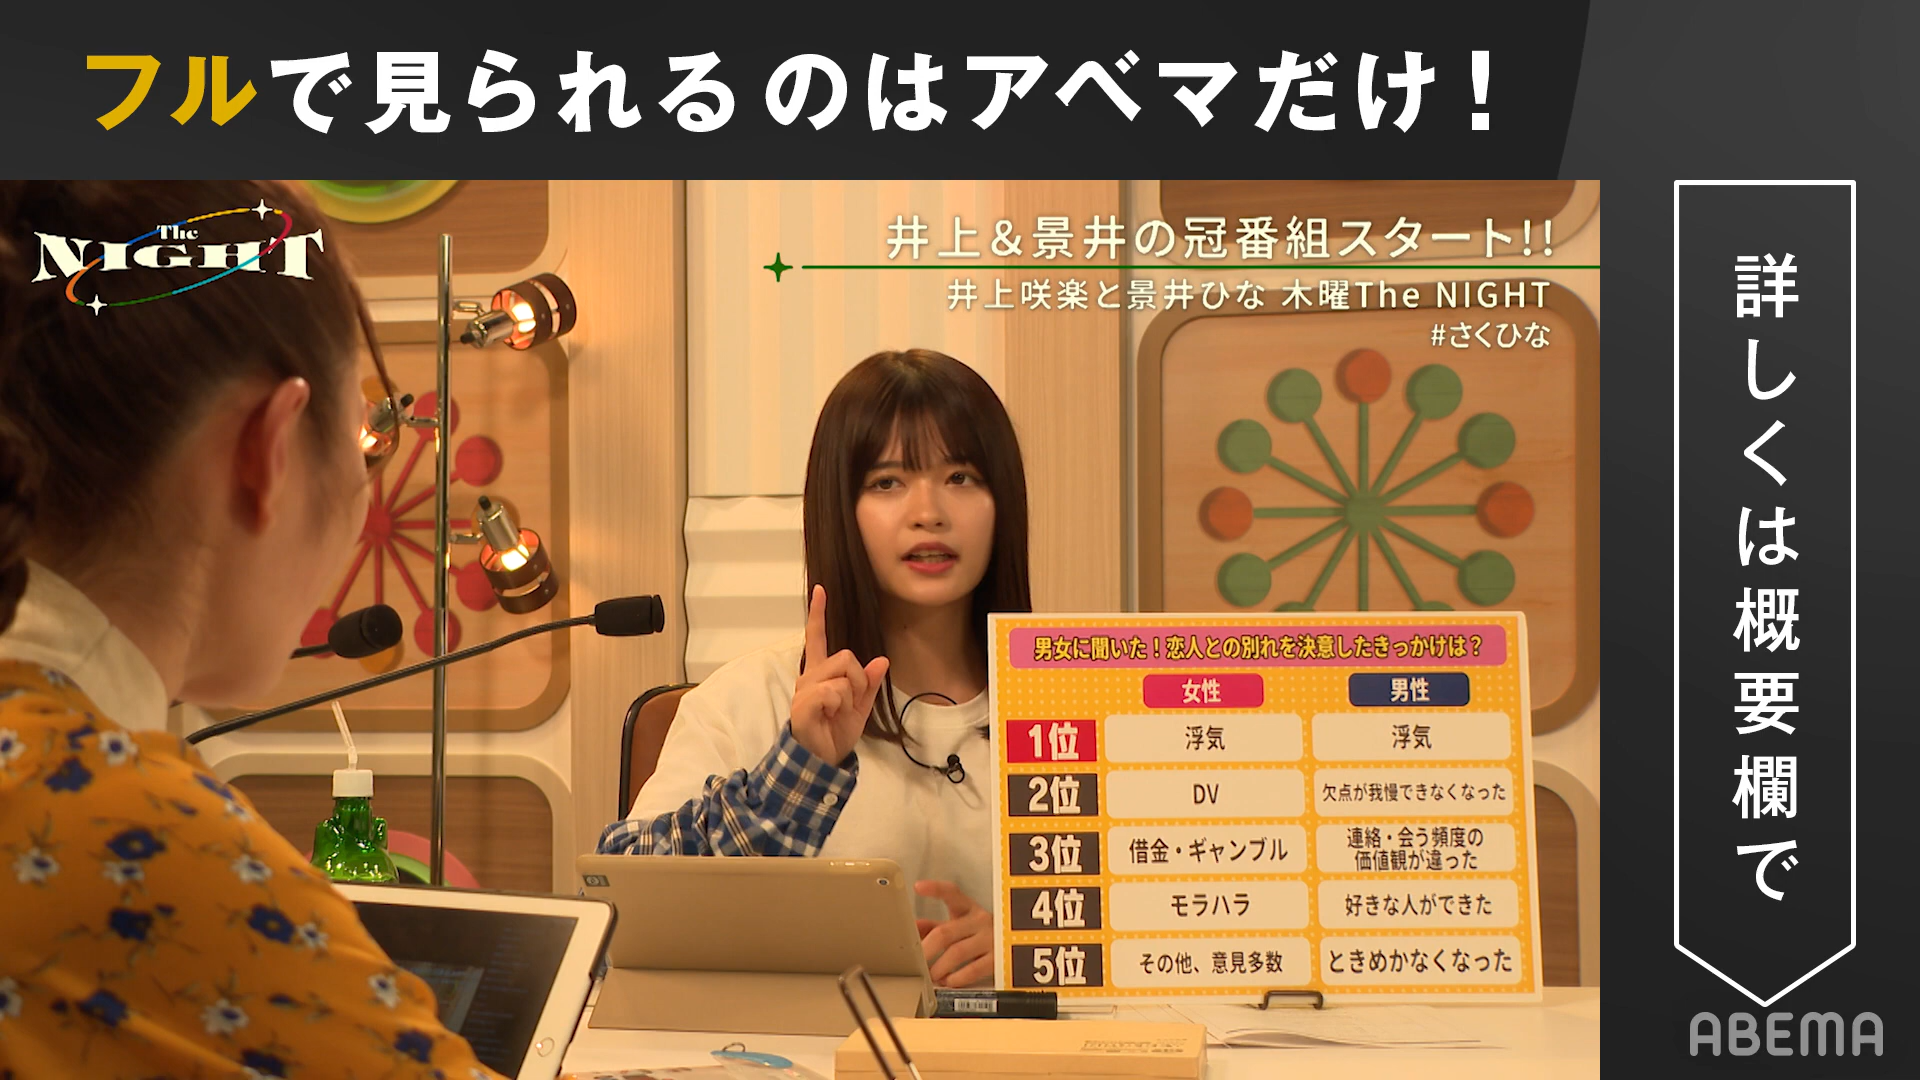 フルで見られるのはアベマだけ！
The
NIGHT
井上&景井の冠番組スタート!!
井上咲楽と景井ひな 木曜The NIGHT
#さくひな
男女に聞いた！恋人との別れを決意したきっかけは？
女性 男性
1位 浮気 浮気
2位 DV 欠点が我慢できなくなった
3位 借金・ギャンブル 連絡・会う頻度の
価値観が違った
4位 モラハラ 好きな人ができた
5位 その他、意見多数 ときめかなくなった
詳しくは概要欄で
ABEMA